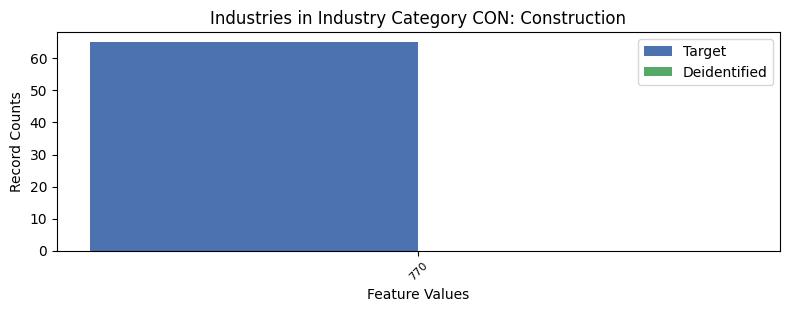 Industries in Industry Category CON: Construction
Target
Deidentified
Record Counts
60
50
40
30
20
10
0
770
Feature Values